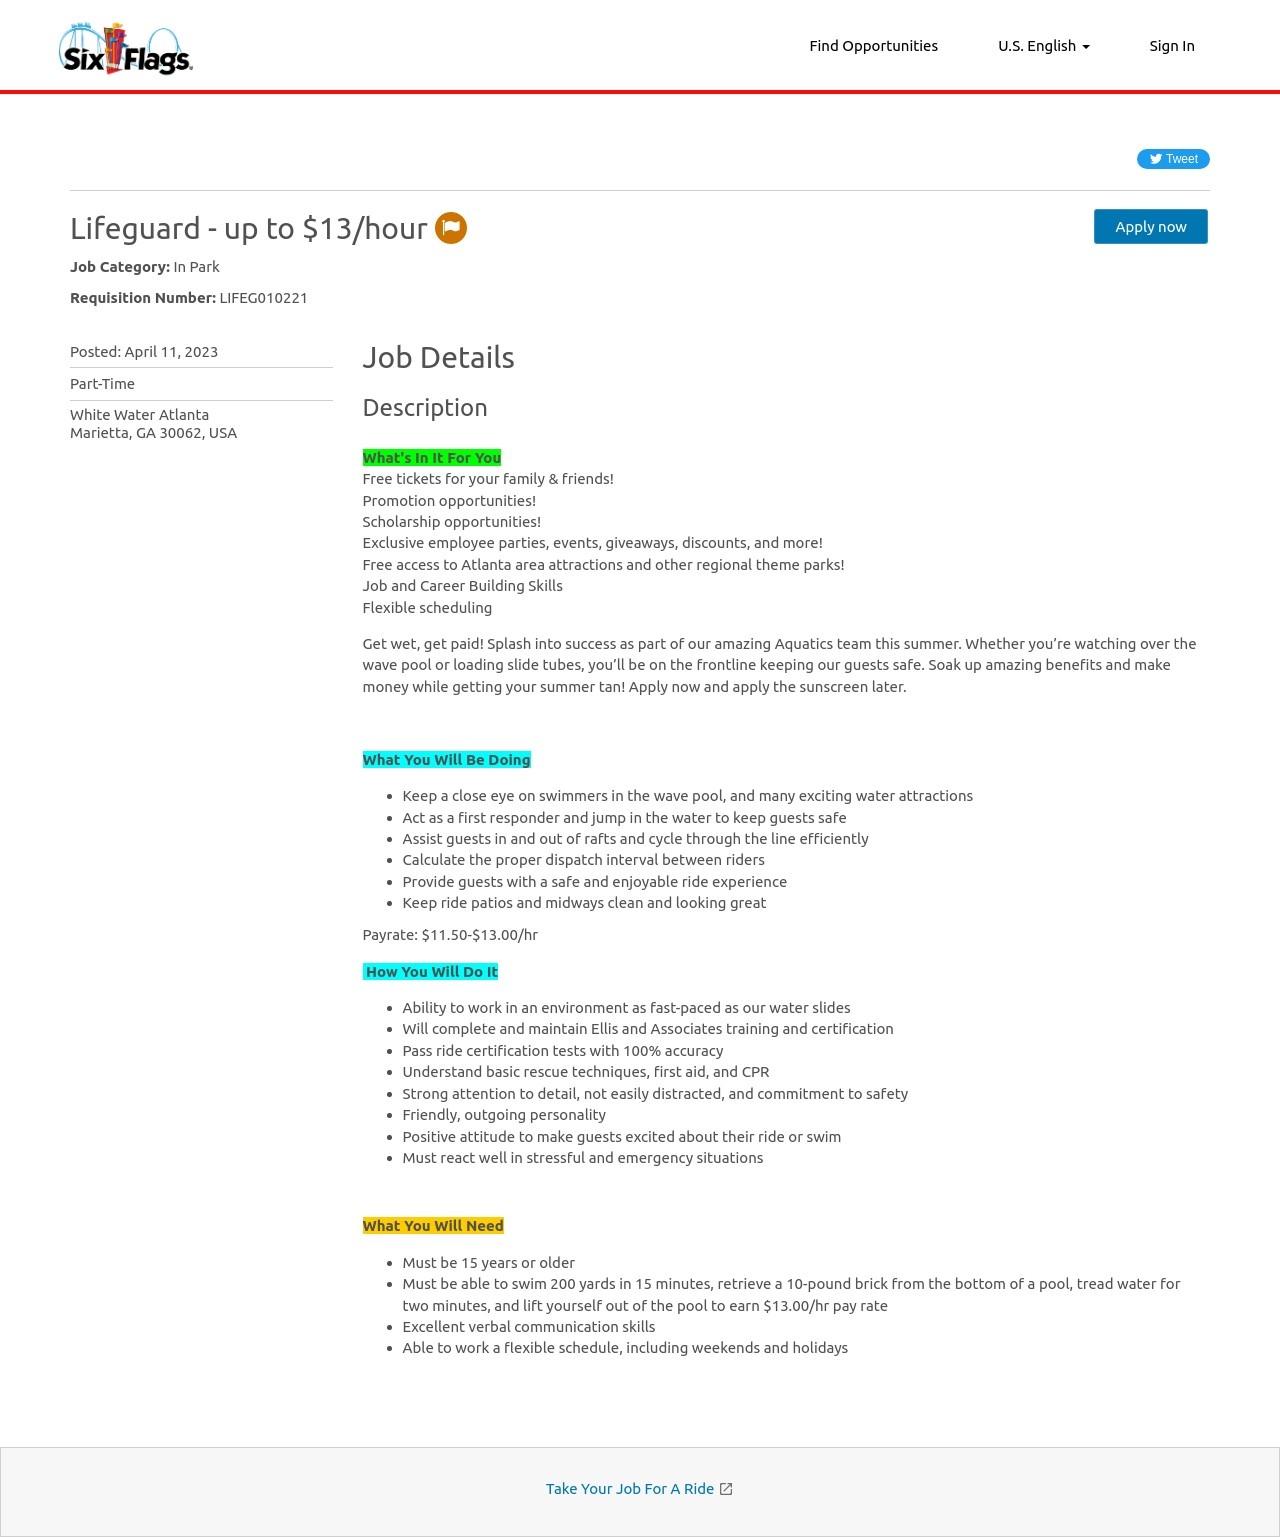 Six Flags
Find Opportunities
U.S. English
Sign In
Tweet
Lifeguard - up to $13/hour
Apply now
Job Category: In Park
Requisition Number: LIFEG010221
Posted: April 11, 2023
Part-Time
White Water Atlanta
Marietta, GA 30062, USA
Job Details
Description
What's In It For You
Free tickets for your family & friends!
Promotion opportunities!
Scholarship opportunities!
Exclusive employee parties, events, giveaways, discounts, and more!
Free access to Atlanta area attractions and other regional theme parks!
Job and Career Building Skills
Flexible scheduling
Get wet, get paid! Splash into success as part of our amazing Aquatics team this summer. Whether you’re watching over the
wave pool or loading slide tubes, you’ll be on the frontline keeping our guests safe. Soak up amazing benefits and make
money while getting your summer tan! Apply now and apply the sunscreen later.
What You Will Be Doing
• Keep a close eye on swimmers in the wave pool, and many exciting water attractions
• Act as a first responder and jump in the water to keep guests safe
• Assist guests in and out of rafts and cycle through the line efficiently
• Calculate the proper dispatch interval between riders
• Provide guests with a safe and enjoyable ride experience
• Keep ride patios and midways clean and looking great
Payrate: $11.50-$13.00/hr
How You Will Do It
• Ability to work in an environment as fast-paced as our water slides
• Will complete and maintain Ellis and Associates training and certification
• Pass ride certification tests with 100% accuracy
• Understand basic rescue techniques, first aid, and CPR
• Strong attention to detail, not easily distracted, and commitment to safety
• Friendly, outgoing personality
• Positive attitude to make guests excited about their ride or swim
• Must react well in stressful and emergency situations
What You Will Need
• Must be 15 years or older
• Must be able to swim 200 yards in 15 minutes, retrieve a 10-pound brick from the bottom of a pool, tread water for
two minutes, and lift yourself out of the pool to earn $13.00/hr pay rate
• Excellent verbal communication skills
• Able to work a flexible schedule, including weekends and holidays
Take Your Job For A Ride